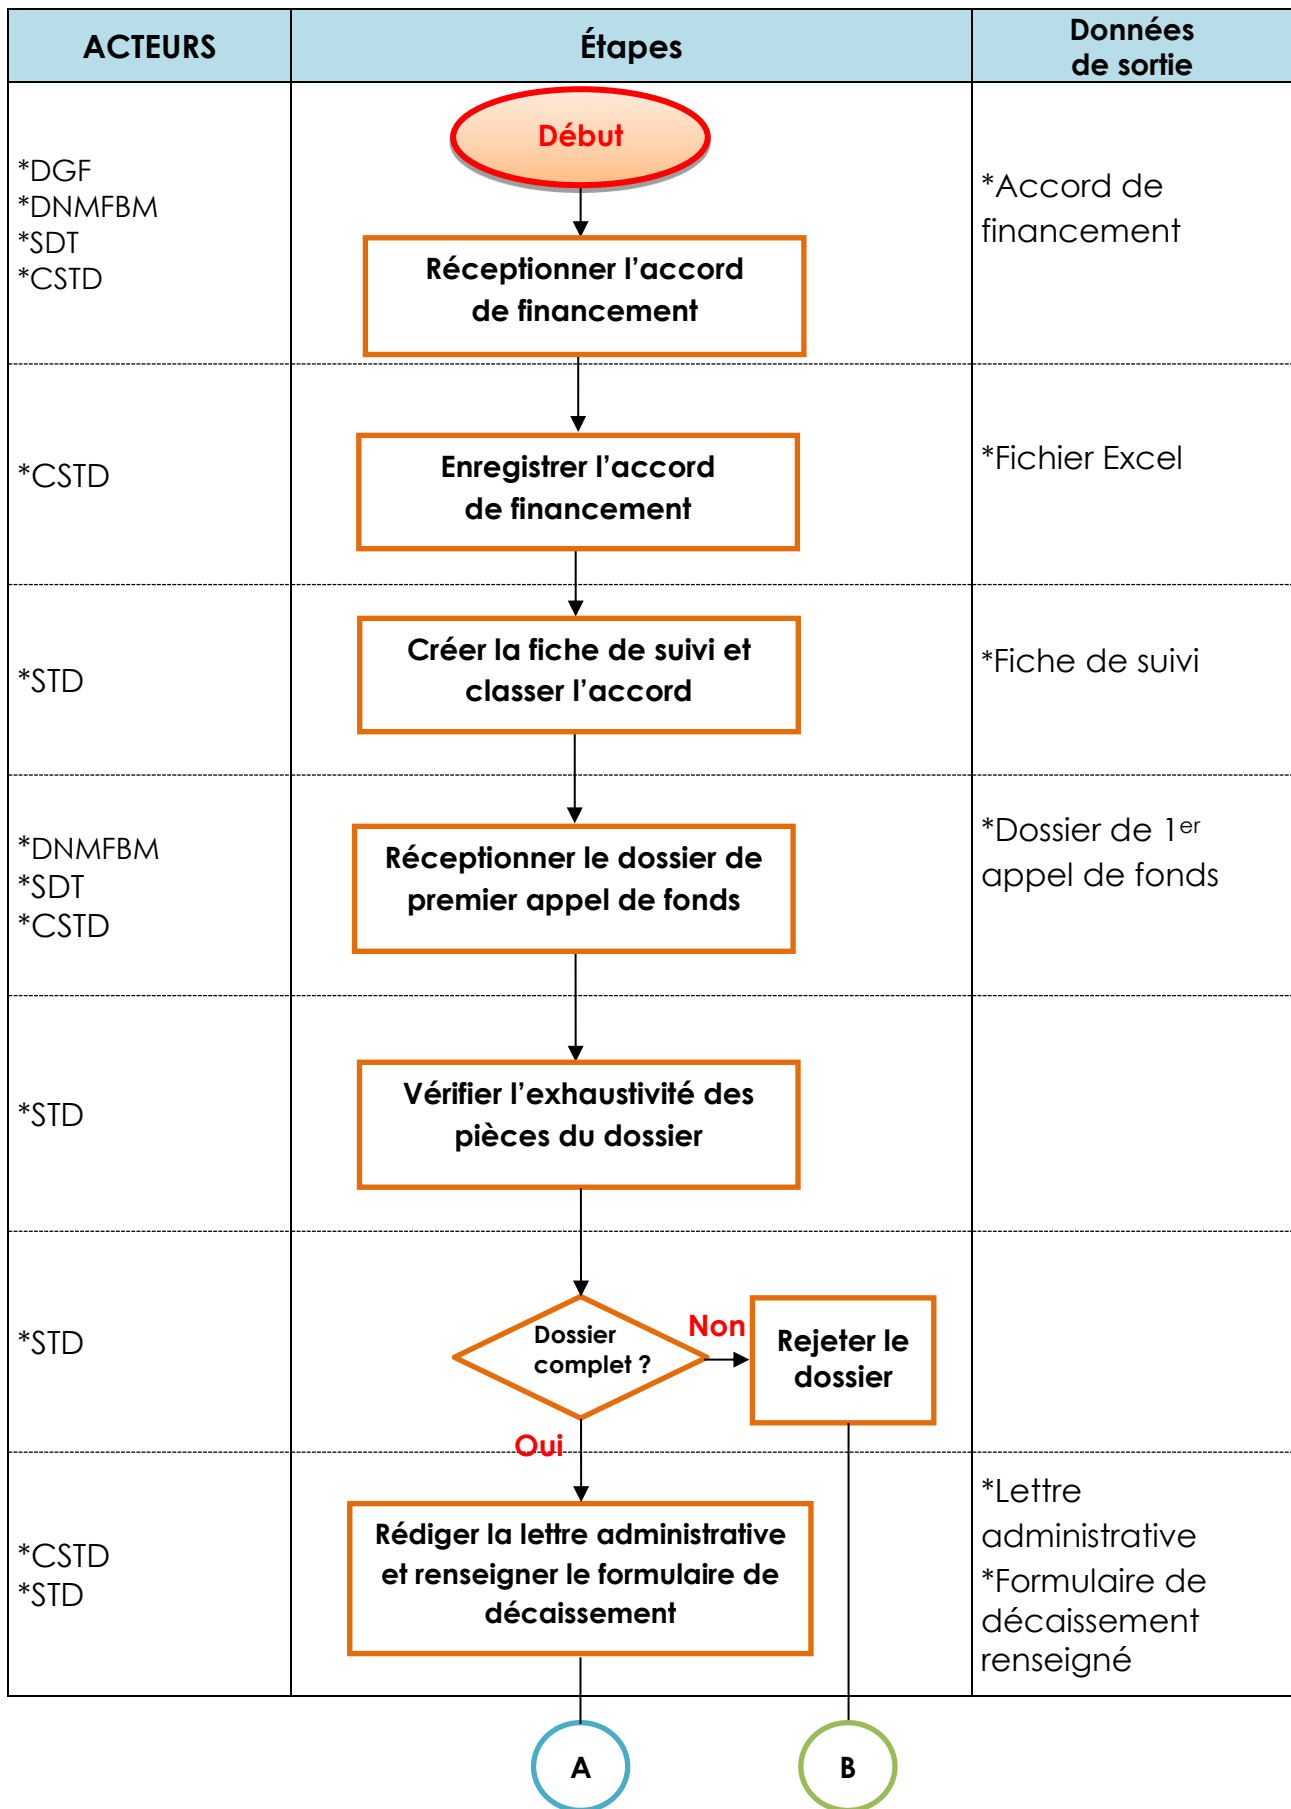 ACTEURS
Étapes
Données
de sortie
*DGF
*DNMFBM
*SDT
*CSTD
Début
Réceptionner l’accord
de financement
*Accord de
financement
*CSTD
Enregistrer l’accord
de financement
*Fichier Excel
*STD
Créer la fiche de suivi et
classer l’accord
*Fiche de suivi
*DNMFBM
*SDT
*CSTD
Réceptionner le dossier de
premier appel de fonds
*Dossier de 1er
appel de fonds
*STD
Vérifier l’exhaustivité des
pièces du dossier
*STD
Dossier
complet ?
Non
Rejeter le
dossier
Oui
*CSTD
*STD
Rédiger la lettre administrative
et renseigner le formulaire de
décaissement
*Lettre
administrative
*Formulaire de
décaissement
renseigné
A
B